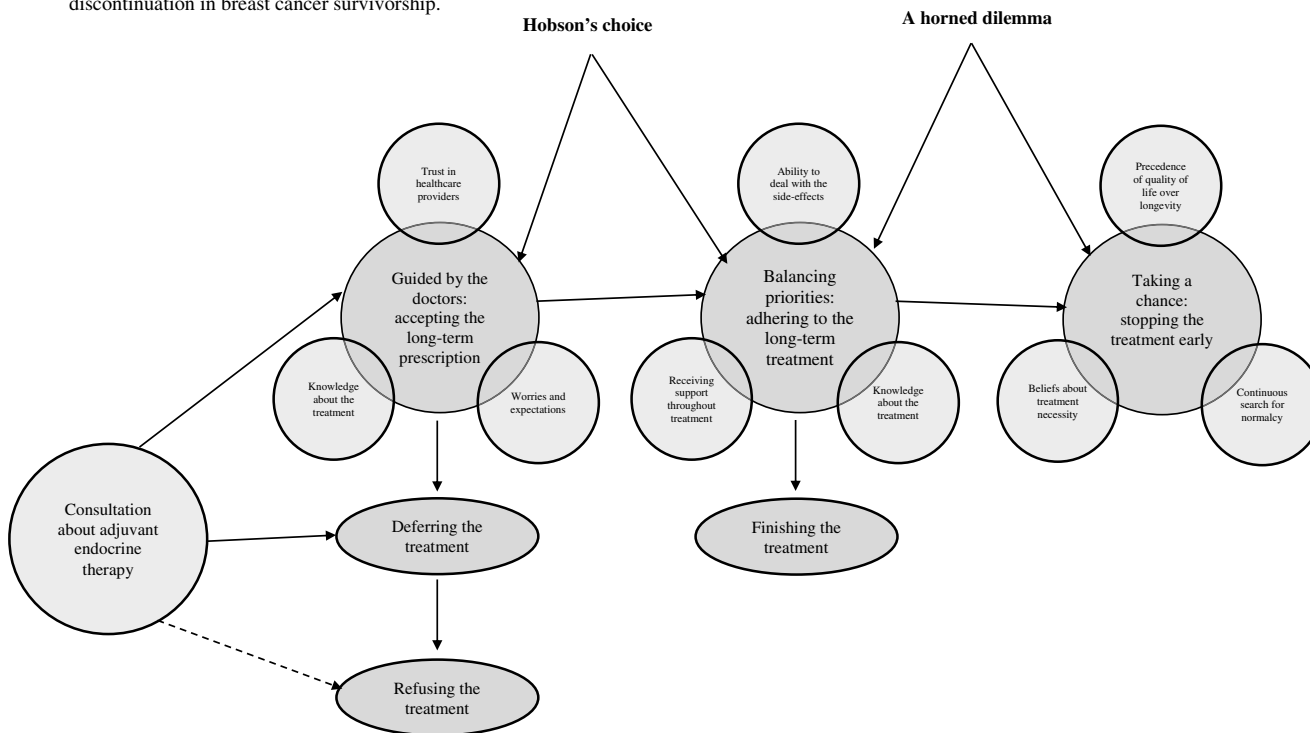 discontinuation in breast cancer survivorship.
Hobson's choice
A horned dilemma
Trust in
healthcare
providers
Ability to
deal with the
side-effects
Precedence
of quality of
life over
longevity
Guided by the
doctors:
accepting the
long-term
prescription
Balancing
priorities:
adhering to the
long-term
treatment
Taking a
chance:
stopping the
treatment early
Knowledge
about the
treatment
Worries and
expectations
Receiving
support
throughout
treatment
Knowledge
about the
treatment
Beliefs about
treatment
necessity
Continuous
search for
normalcy
Consultation
about adjuvant
endocrine
therapy
Deferring the
treatment
Finishing the
treatment
Refusing the
treatment